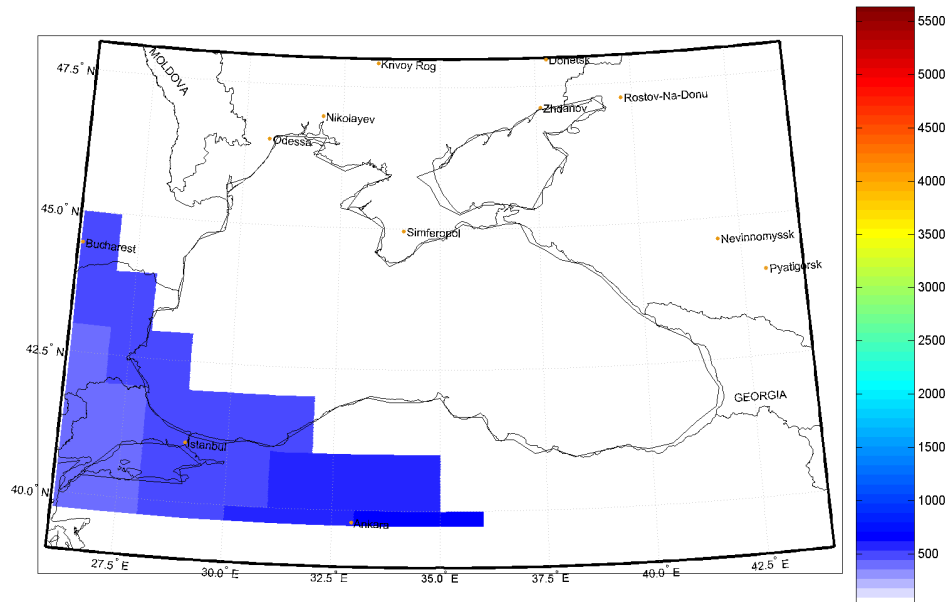 5500
5000
4500
4000
3500
3000
2500
2000
1500
1000
500
47.5° N
45.0° N
42.5° N
40.0° N
27.5° E
30.0° E
32.5° E
35.0° E
37.5° E
40.0° E
42.5° E
MOLDOVA
Krivoy Rog
Donetsk
Zhdanov
Rostov-Na-Donu
Nikolayev
Odessa
Simferopol
Nevinnomyssk
Pyatigorsk
Bucharest
GEORGIA
Istanbul
Ankara